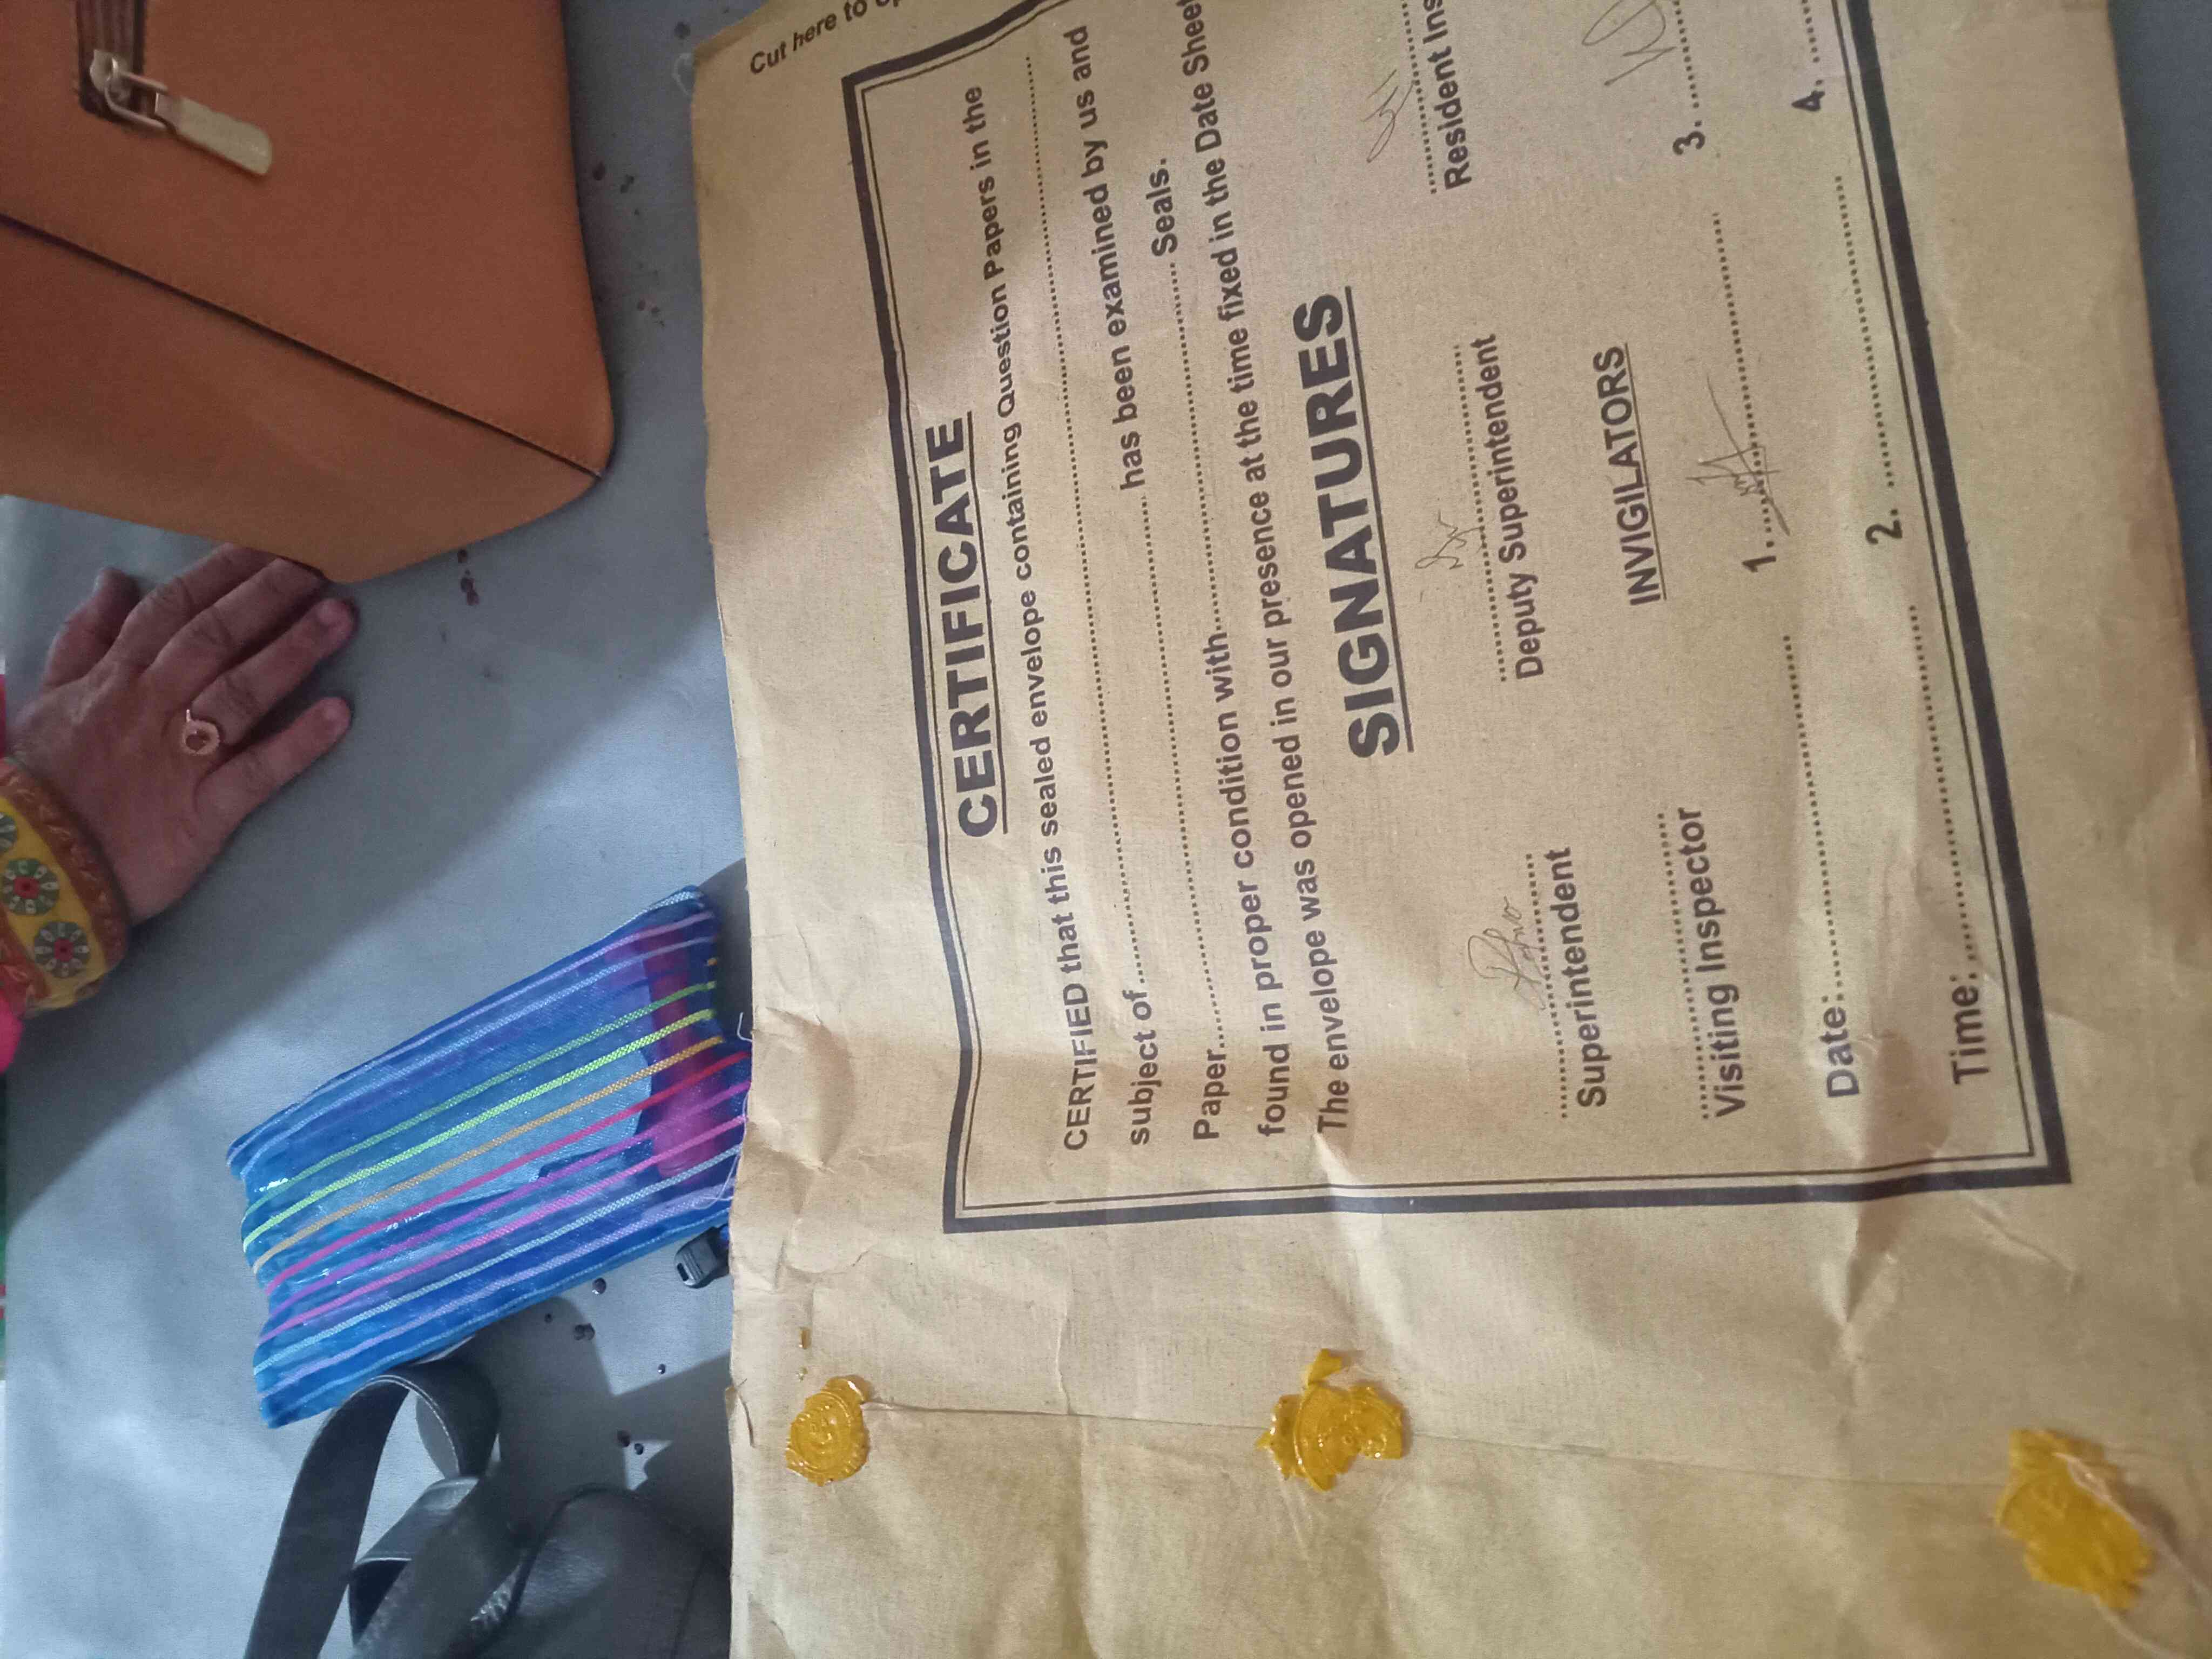 Cut here to
CERTIFICATE
CERTIFIED that this sealed envelope containing Question Papers in the
subject of.................... has been examined by us and
Paper.................... Seals.
found in proper condition with....................
The envelope was opened in our presence at the time fixed in the Date Sheet
SIGNATURES
Superintendent
Deputy Superintendent
Resident Ins
INVIGILATORS
Visiting Inspector
1.
3.
Date:....................
2. ....................
4. ....................
Time: ....................